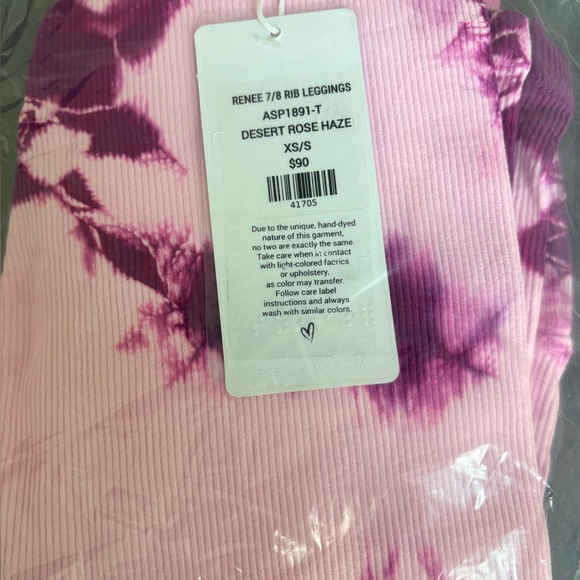 RENEE 7/8 RIB LEGGINGS
ASP1891-T
DESERT ROSE HAZE
XS/S
$90
41705
Due to the unique, hand-dyed
nature of this garment,
no two are exactly the same.
Take care when in contact
with light-colored facrics
or upholstery,
as color may transfer.
Follow care label
instructions and always
wash with similar colors.